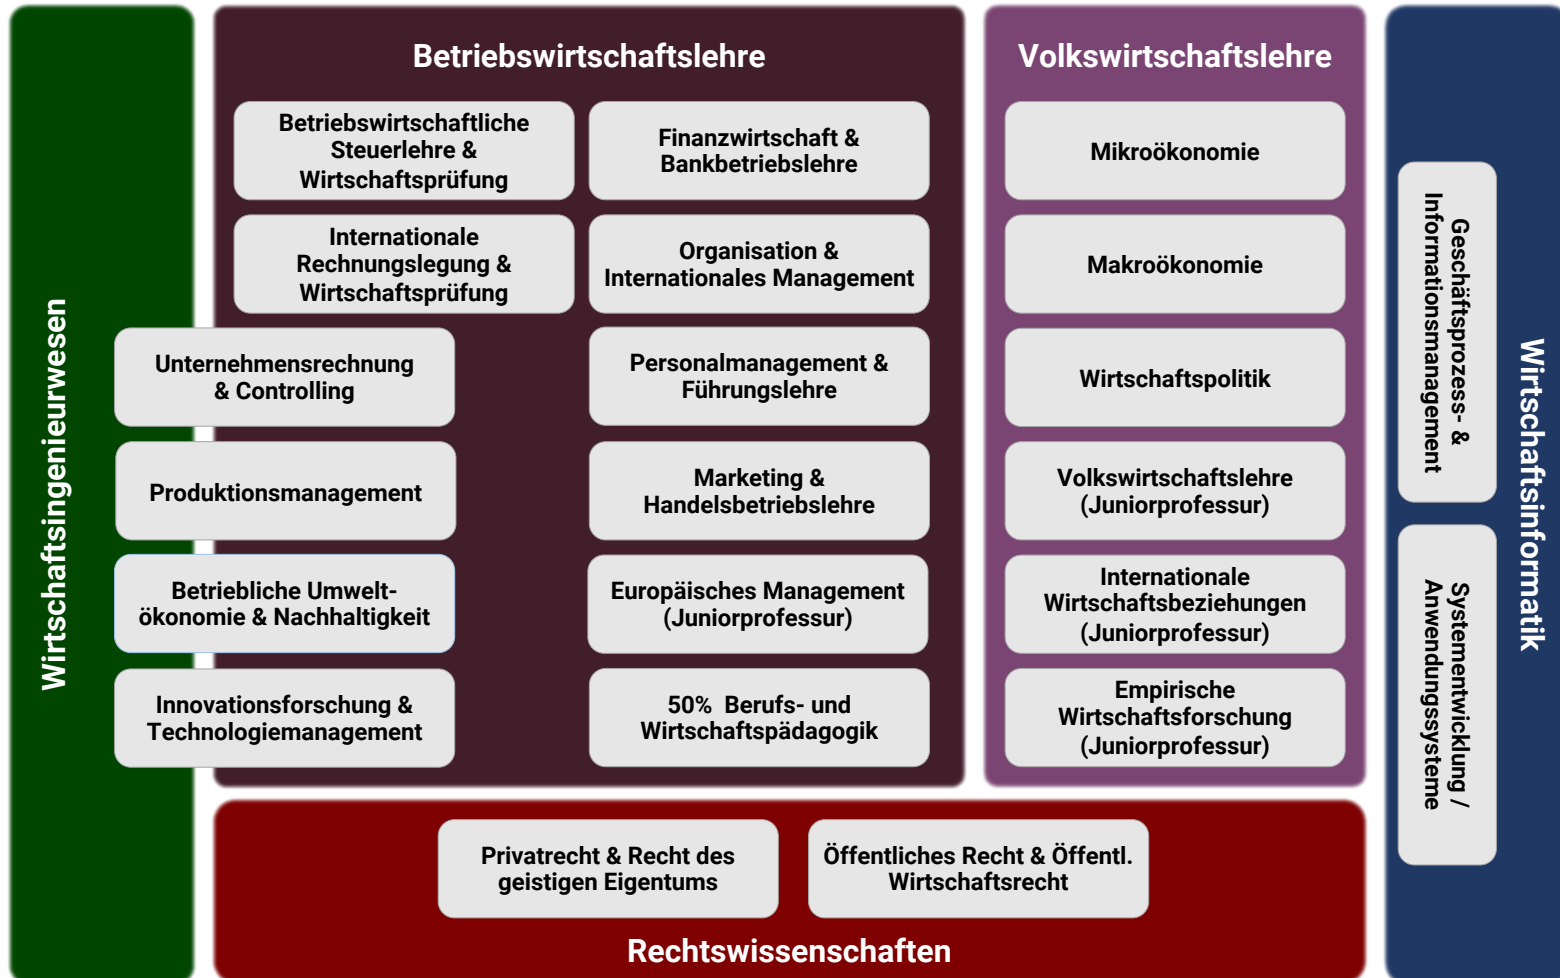 Wirtschaftsingenieurwesen
Betriebswirtschaftslehre
Betriebswirtschaftliche
Steuerlehre &
Wirtschaftsprüfung
Finanzwirtschaft &
Bankbetriebslehre
Internationale
Rechnungslegung &
Wirtschaftsprüfung
Organisation &
Internationales Management
Unternehmensrechnung
& Controlling
Personalmanagement &
Führungslehre
Produktionsmanagement
Marketing &
Handelsbetriebslehre
Betriebliche Umwelt-
ökonomie & Nachhaltigkeit
Europäisches Management
(Juniorprofessur)
Innovationsforschung &
Technologiemanagement
50% Berufs- und
Wirtschaftspädagogik
Volkswirtschaftslehre
Mikroökonomie
Makroökonomie
Wirtschaftspolitik
Volkswirtschaftslehre
(Juniorprofessur)
Internationale
Wirtschaftsbeziehungen
(Juniorprofessur)
Empirische
Wirtschaftsforschung
(Juniorprofessur)
Wirtschaftsinformatik
Geschäftsprozess- &
Informationsmanagement
Systementwicklung /
Anwendungssysteme
Privatrecht & Recht des
geistigen Eigentums
Öffentliches Recht & Öffentl.
Wirtschaftsrecht
Rechtswissenschaften